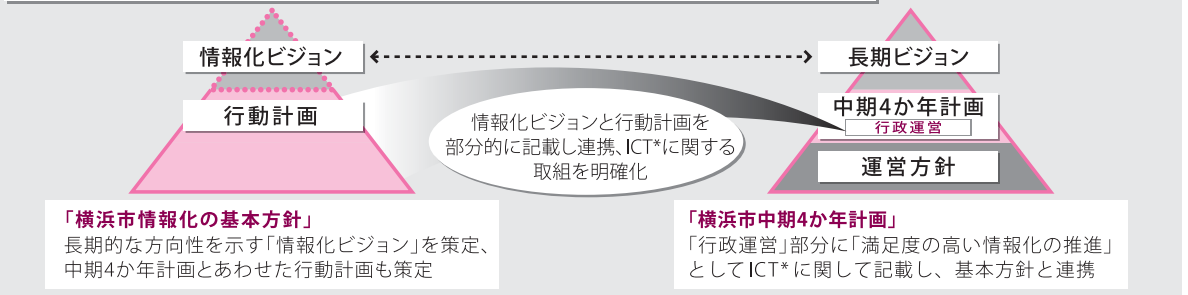 情報化ビジョン
行動計画
情報化ビジョンと行動計画を
部分的に記載し連携、ICT*に関する
取組を明確化
長期ビジョン
中期4か年計画
行政運営
運営方針
「横浜市情報化の基本方針」
長期的な方向性を示す「情報化ビジョン」を策定、
中期4か年計画とあわせた行動計画も策定
「横浜市中期4か年計画」
「行政運営」部分に「満足度の高い情報化の推進」
としてICT*に関して記載し、基本方針と連携